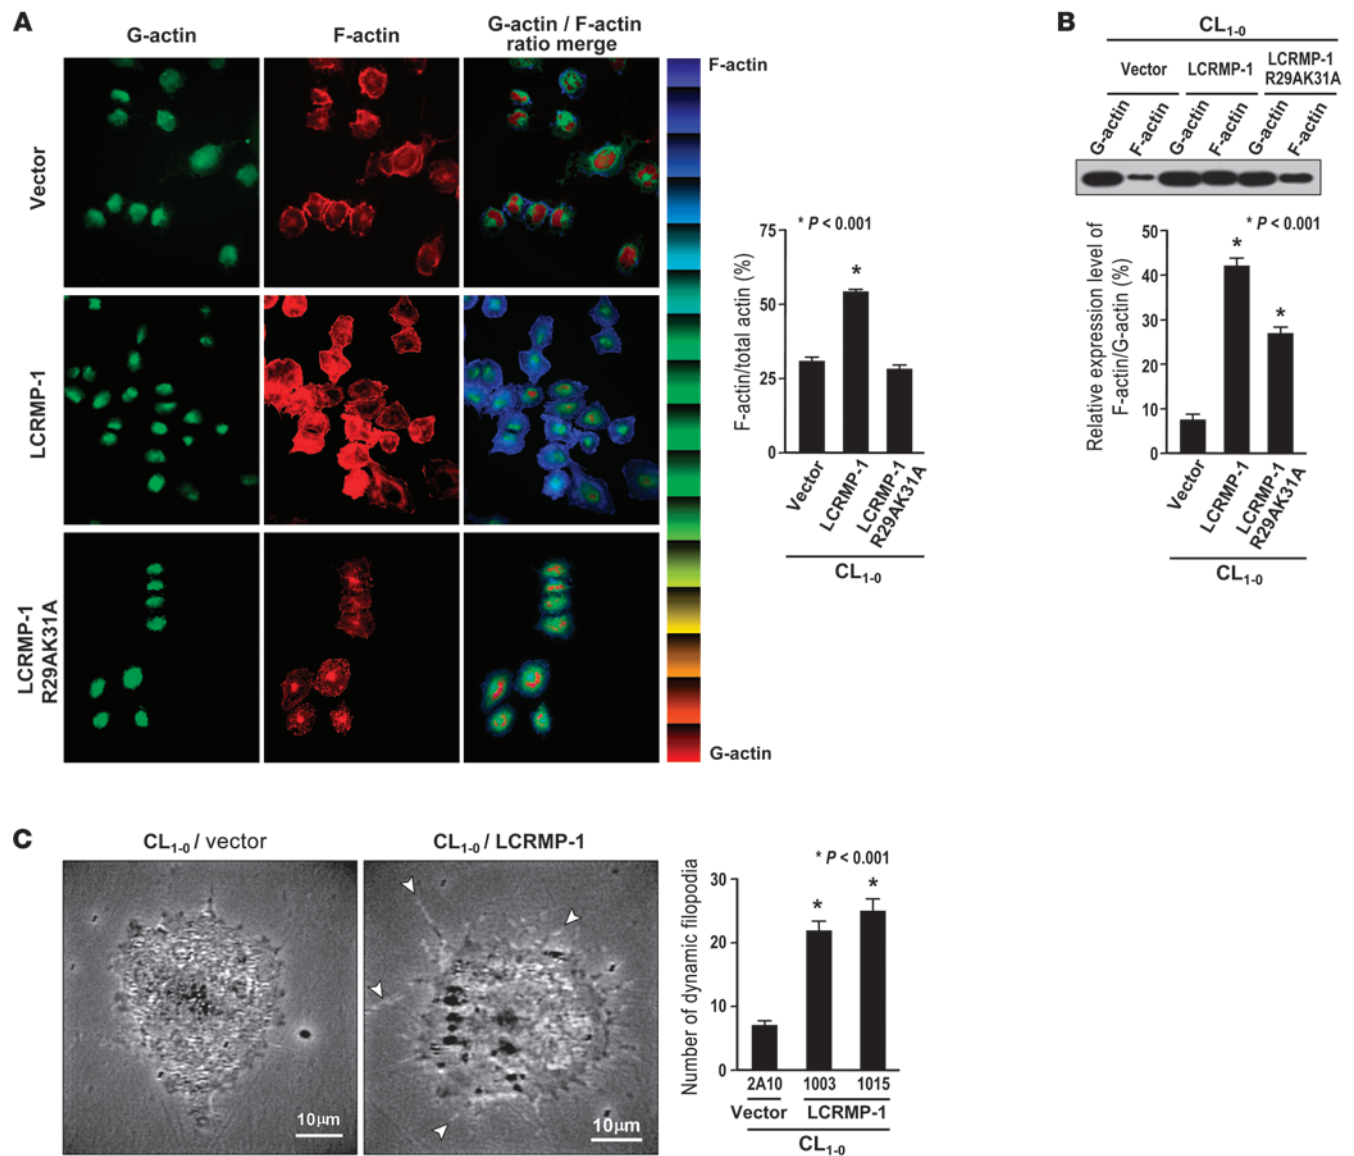 A
G-actin
F-actin
G-actin / F-actin
ratio merge
Vector
LCRMP-1
LCRMP-1
R29AK31A
F-actin
G-actin
* P < 0.001
F-actin/total actin (%)
75
50
25
0
*
Vector
LCRMP-1
LCRMP-1
R29AK31A
CL1-0
B
CL1-0
Vector
LCRMP-1
LCRMP-1
R29AK31A
G-actin
F-actin
G-actin
F-actin
G-actin
F-actin
* P < 0.001
Relative expression level of
F-actin/G-actin (%)
50
40
30
20
10
0
*
*
Vector
LCRMP-1
LCRMP-1
R29AK31A
CL1-0
C
CL1-0 / vector
CL1-0 / LCRMP-1
10μm
10μm
* P < 0.001
Number of dynamic filopodia
30
20
10
0
*
*
2A10
1003
1015
Vector
LCRMP-1
CL1-0